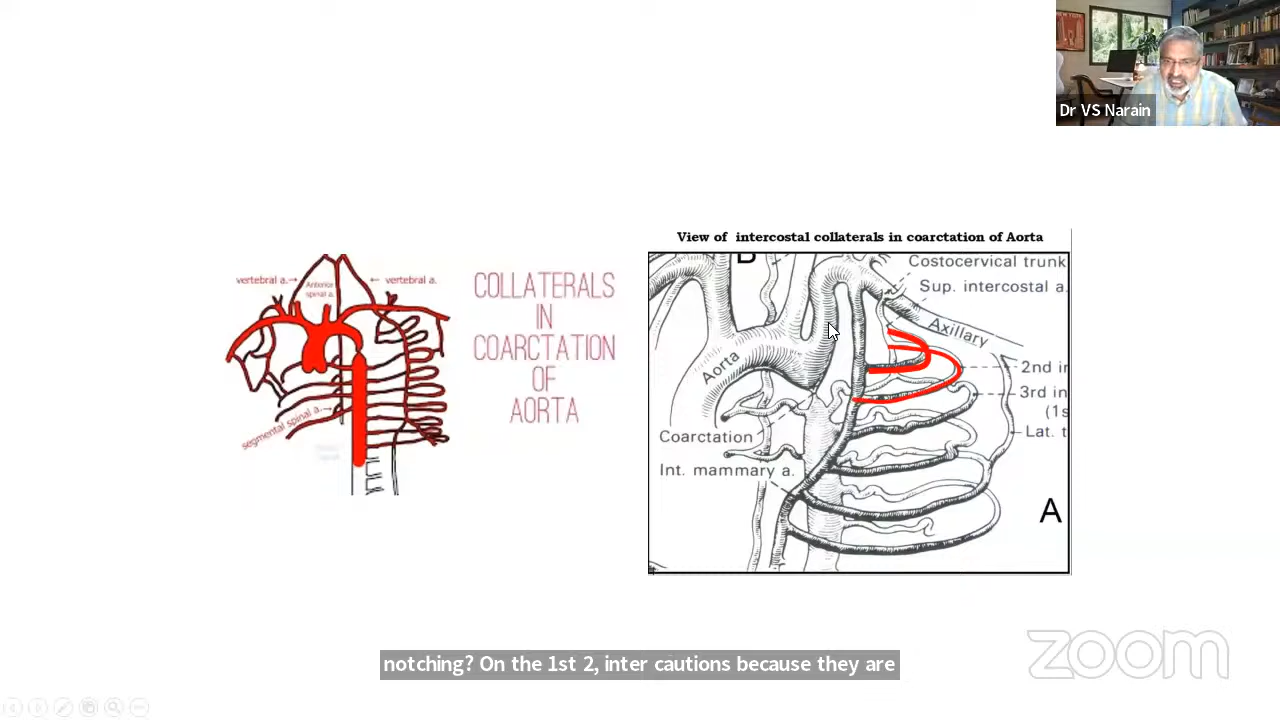 Dr VS Narain
View of intercostal collaterals in coarctation of Aorta
B
Costocervical trunk
Sup. intercostal a.
Axillary
Aorta
2nd in
3rd in
(1s
Lat. t
Coarctation
Int. mammary a.
A
vertebral a.
vertebral a.
Anterior
spinal a.
segmental spinal a.
COLLATERALS
IN
COARCTATION
OF
AORTA
notching? On the 1st 2, inter cautions because they are
zoom